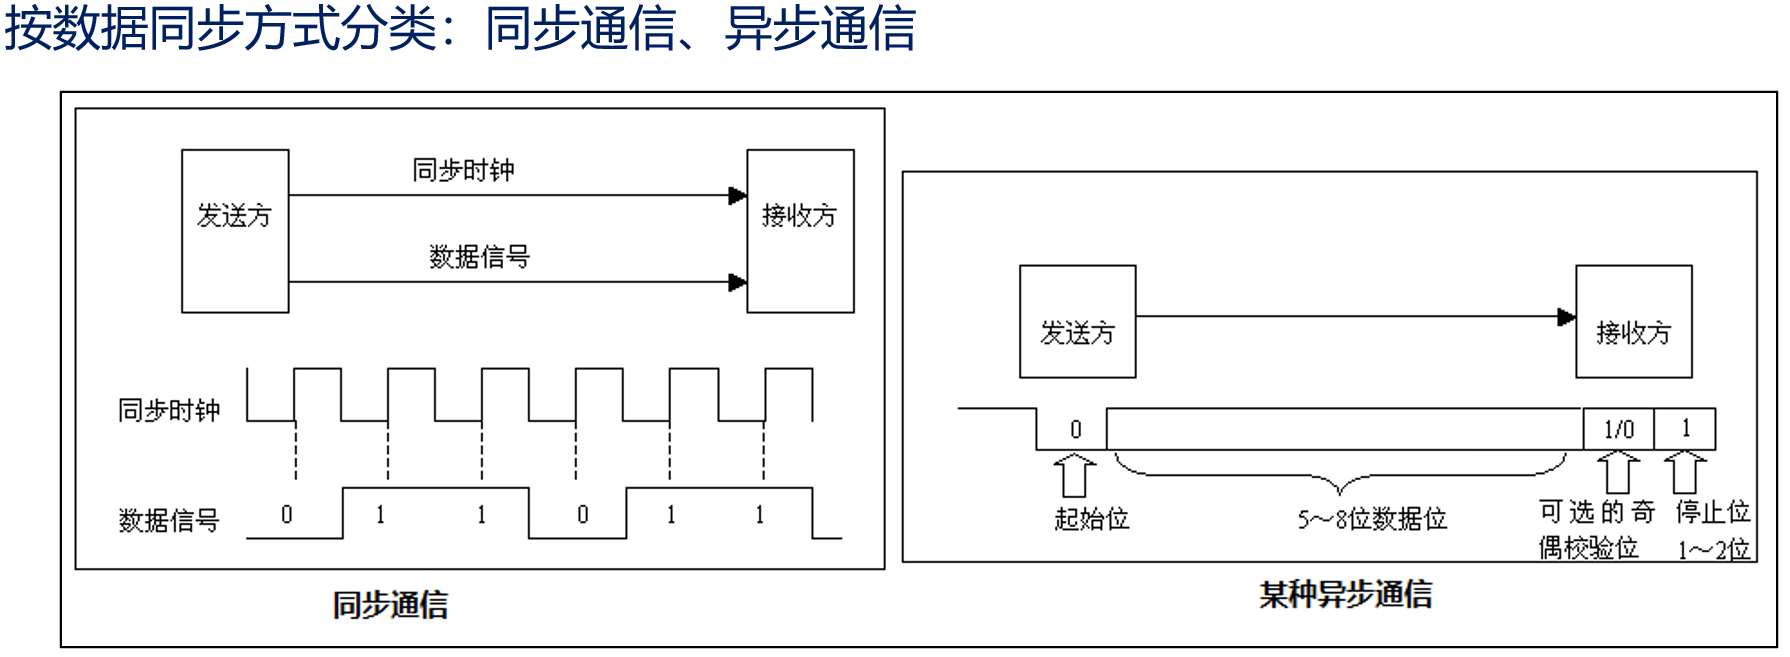 按数据同步方式分类：同步通信、异步通信
同步时钟
发送方
接收方
数据信号
同步时钟
数据信号
0 1 1 0 1 1
同步通信
发送方
接收方
0
1/0
1
起始位
5～8位数据位
可选的奇
偶校验位
停止位
1～2位
某种异步通信